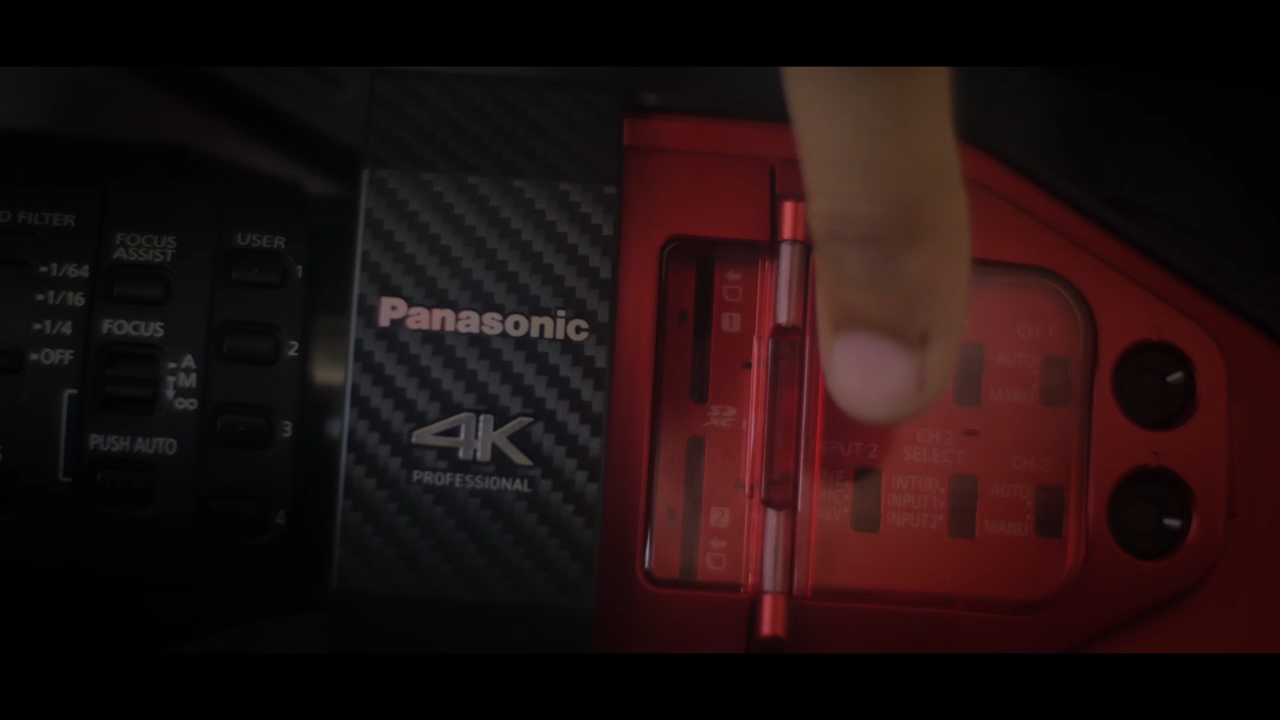 D FILTER
1/64
1/16
1/4
OFF
FOCUS
ASSIST
FOCUS
A
M
∞
PUSH AUTO
USER
1
2
3
4
Panasonic
4K
PROFESSIONAL
1
2
CH 1
AUTO
MANU
INPUT 2
CH 2
SELECT
INT(R)
INPUT1
INPUT2
CH 2
AUTO
MANU